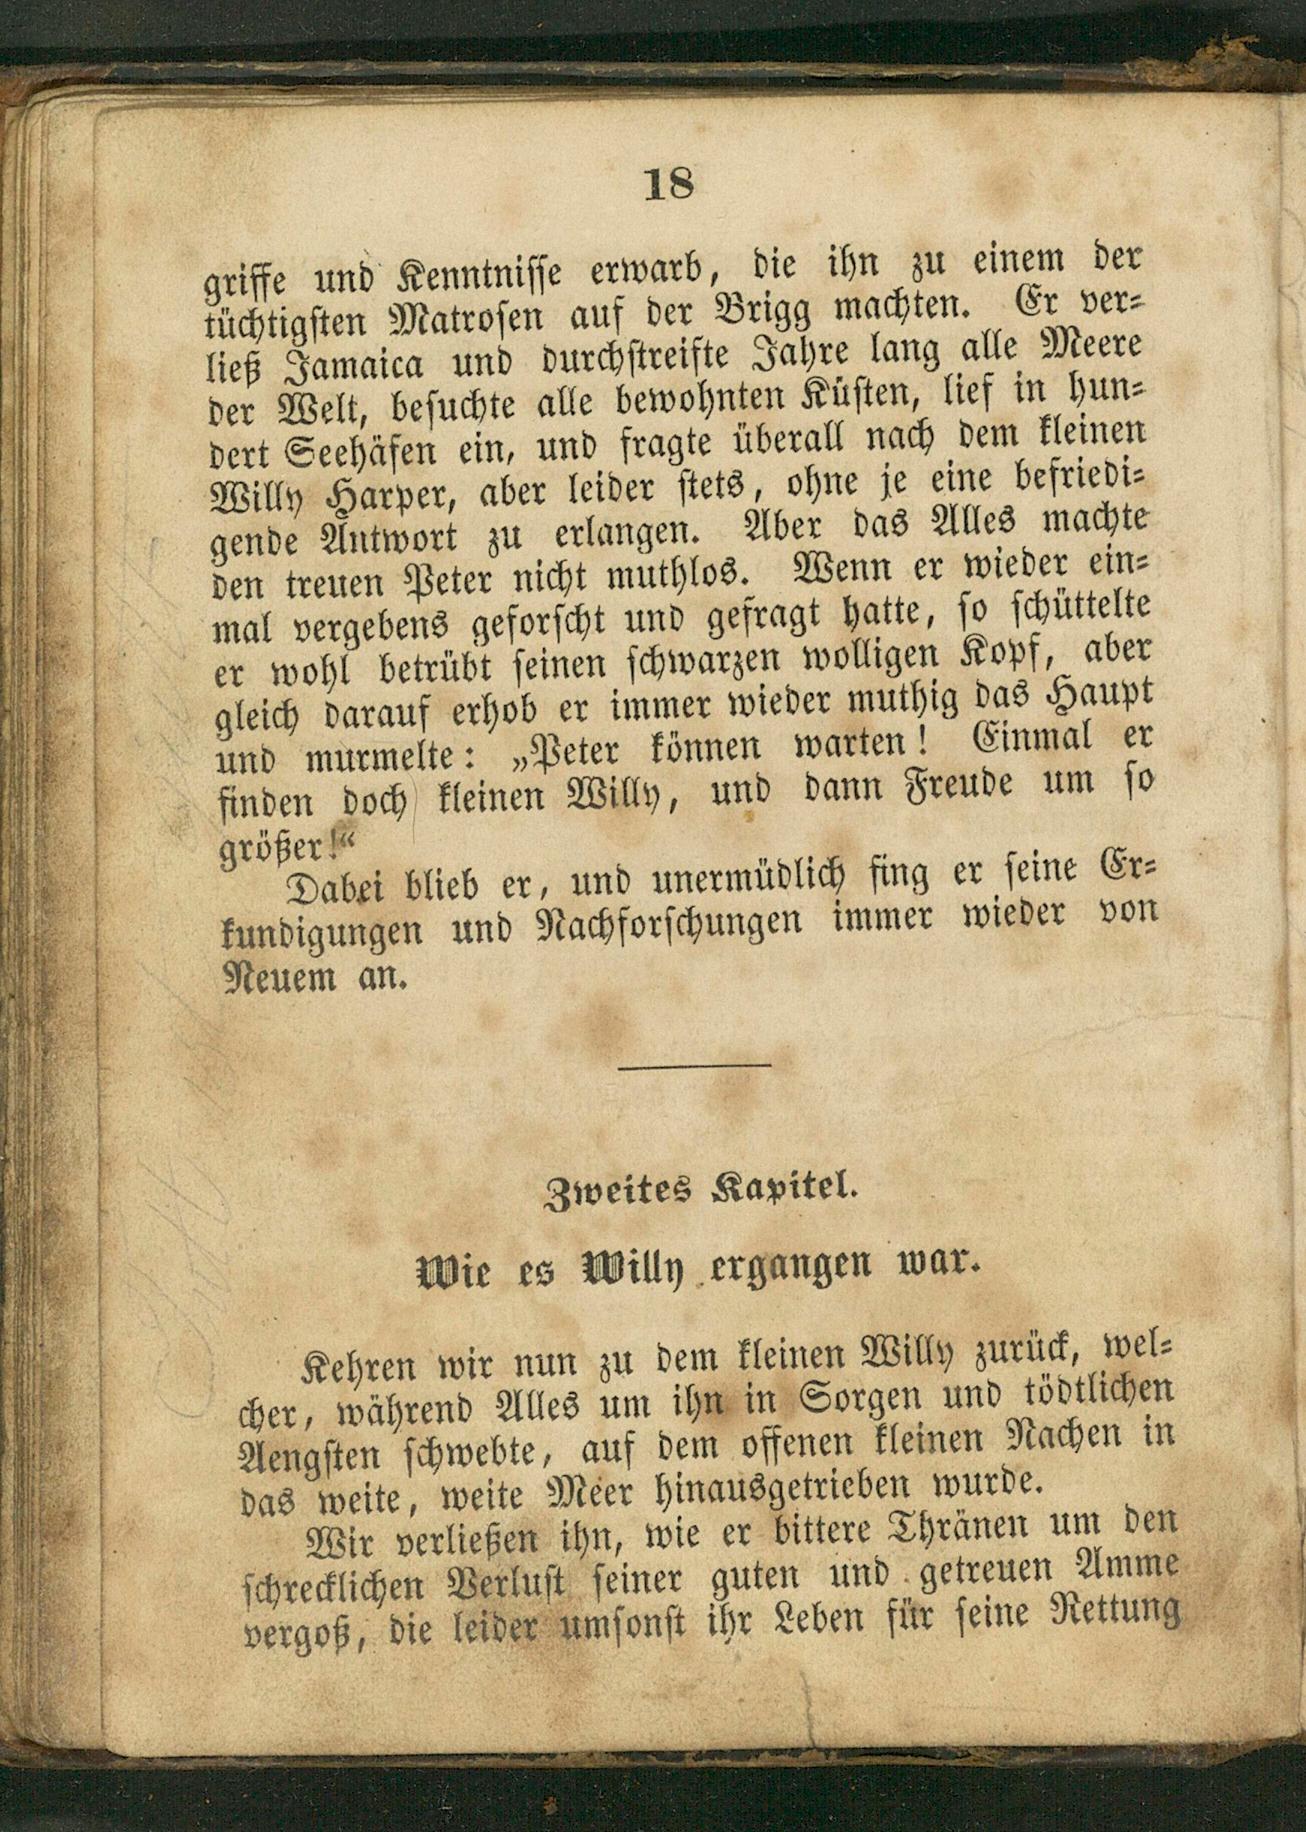 18
griffe und Kenntnisse erwarb, die ihn zu einem der
tüchtigsten Matrosen auf der Brigg machten. Er ver-
ließ Jamaica und durchstreifte Jahre lang alle Meere
der Welt, besuchte alle bewohnten Küsten, lief in hun-
dert Seehäfen ein, und fragte überall nach dem kleinen
Willy Harper, aber leider stets, ohne je eine befriedi-
gende Antwort zu erlangen. Aber das Alles machte
den treuen Peter nicht muthlos. Wenn er wieder ein-
mal vergebens geforscht und gefragt hatte, so schüttelte
er wohl betrübt seinen schwarzen wolligen Kopf, aber
gleich darauf erhob er immer wieder muthig das Haupt
und murmelte: „Peter können warten! Einmal er
finden doch kleinen Willy, und dann Freude um so
größer!“
Dabei blieb er, und unermüdlich fing er seine Er-
kundigungen und Nachforschungen immer wieder von
Neuem an.
Zweites Kapitel.
Wie es Willy ergangen war.
Kehren wir nun zu dem kleinen Willy zurück, wel-
cher, während Alles um ihn in Sorgen und tödtlichen
Aengsten schwebte, auf dem offenen kleinen Nachen in
das weite, weite Meer hinausgetrieben wurde.
Wir verließen ihn, wie er bittere Thränen um den
schrecklichen Verlust seiner guten und getreuen Amme
vergoß, die leider umsonst ihr Leben für seine Rettung